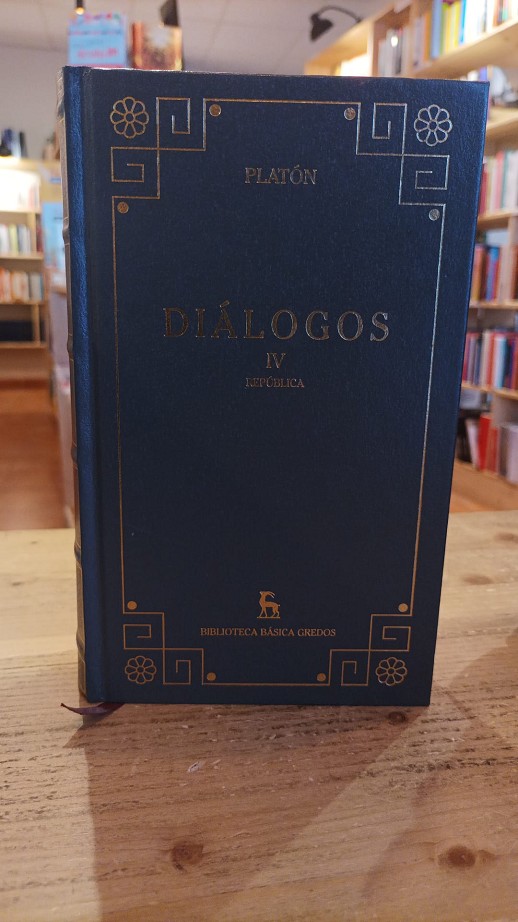 PLATÓN
DIÁLOGOS
IV
REPÚBLICA
BIBLIOTECA BÁSICA GREDOS